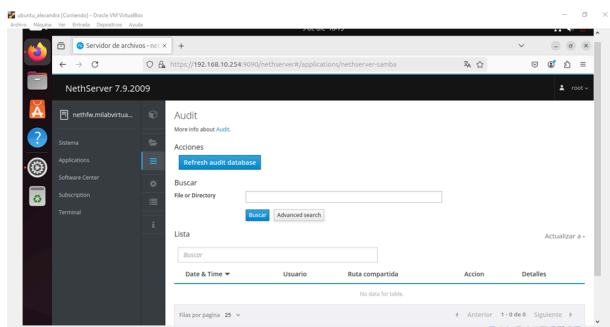 ubuntu_alexandra [Corriendo] - Oracle VM VirtualBox
Archivo Máquina Ver Entrada Dispositivos Ayuda
Servidor de archivos - net
https://192.168.10.254:9090/nethserver#/applications/nethserver-samba
NethServer 7.9.2009
root
nethfw.milabvirtua...
Sistema
Applications
Software Center
Subscription
Terminal
Audit
More info about Audit.
Acciones
Refresh audit database
Buscar
File or Directory
Buscar Advanced search
Lista
Actualizar a -
Buscar
Date & Time Usuario Ruta compartida Accion Detalles
No data for table.
Filas por pagina 25 Anterior 1 - 0 de 0 Siguiente